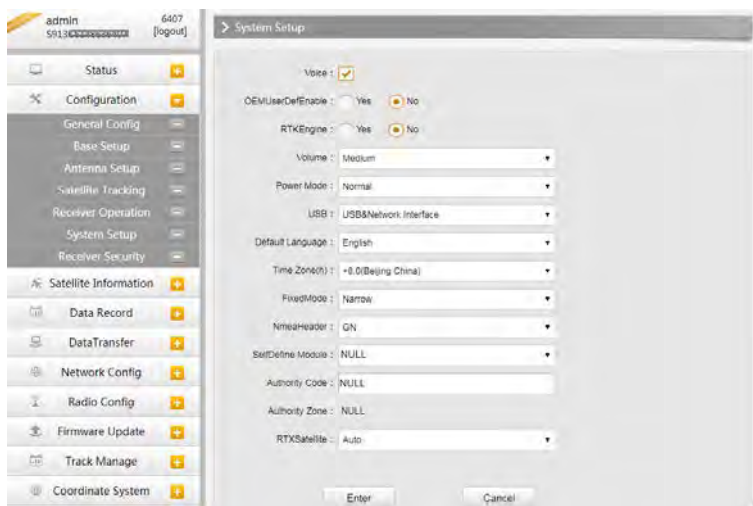 admin
6407
[logout]
System Setup
Status
Configuration
General Config
Base Setup
Antenna Setup
Satellite Tracking
Receiver Operation
System Setup
Receiver Security
Satellite Information
Data Record
DataTransfer
Network Config
Radio Config
Firmware Update
Track Manage
Coordinate System
Voice :
OEMUserDefEnable : Yes No
RTKEngine : Yes No
Volume : Medium
Power Mode : Normal
USB : USB&Network Interface
Default Language : English
Time Zone(h) : +8.0(Beijing China)
FixedMode : Narrow
NmeaHeader : GN
SelfDefine Module : NULL
Authority Code : NULL
Authority Zone : NULL
RTXSatellite : Auto
Enter Cancel